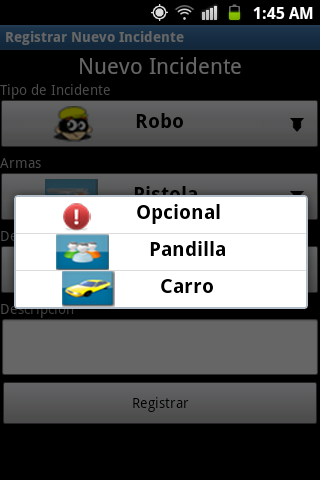 1:45 AM
Registrar Nuevo Incidente
Nuevo Incidente
Tipo de Incidente
Robo
Armas
Pistola
Opcional
Pandilla
Carro
Descripcion
Registrar